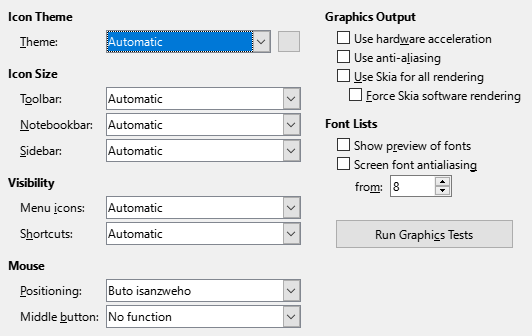 Icon Theme
Theme: Automatic
Icon Size
Toolbar: Automatic
Notebookbar: Automatic
Sidebar: Automatic
Visibility
Menu icons: Automatic
Shortcuts: Automatic
Mouse
Positioning: Buto isanzweho
Middle button: No function
Graphics Output
Use hardware acceleration
Use anti-aliasing
Use Skia for all rendering
Force Skia software rendering
Font Lists
Show preview of fonts
Screen font antialiasing
from: 8
Run Graphics Tests